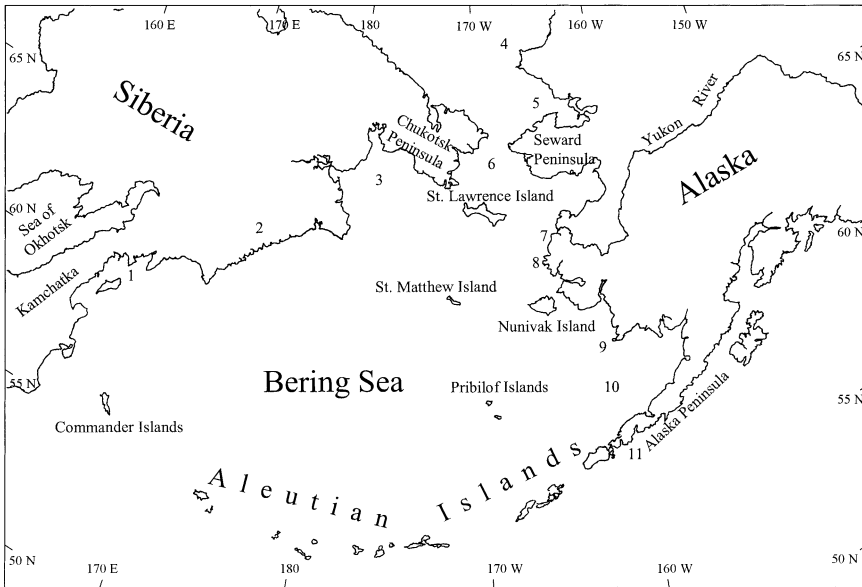 160 E
170 E
180
170 W
160 W
150 W
65 N
65 N
4
5
Siberia
Chukotsk
Peninsula
Seward
Peninsula
Yukon
River
Alaska
6
3
St. Lawrence Island
60 N
60 N
Sea of
Okhotsk
2
7
8
1
Kamchatka
St. Matthew Island
Nunivak Island
9
55 N
55 N
Bering Sea
Pribilof Islands
10
Commander Islands
Alaska Peninsula
11
Aleutian Islands
50 N
50 N
170 E
180
170 W
160 W